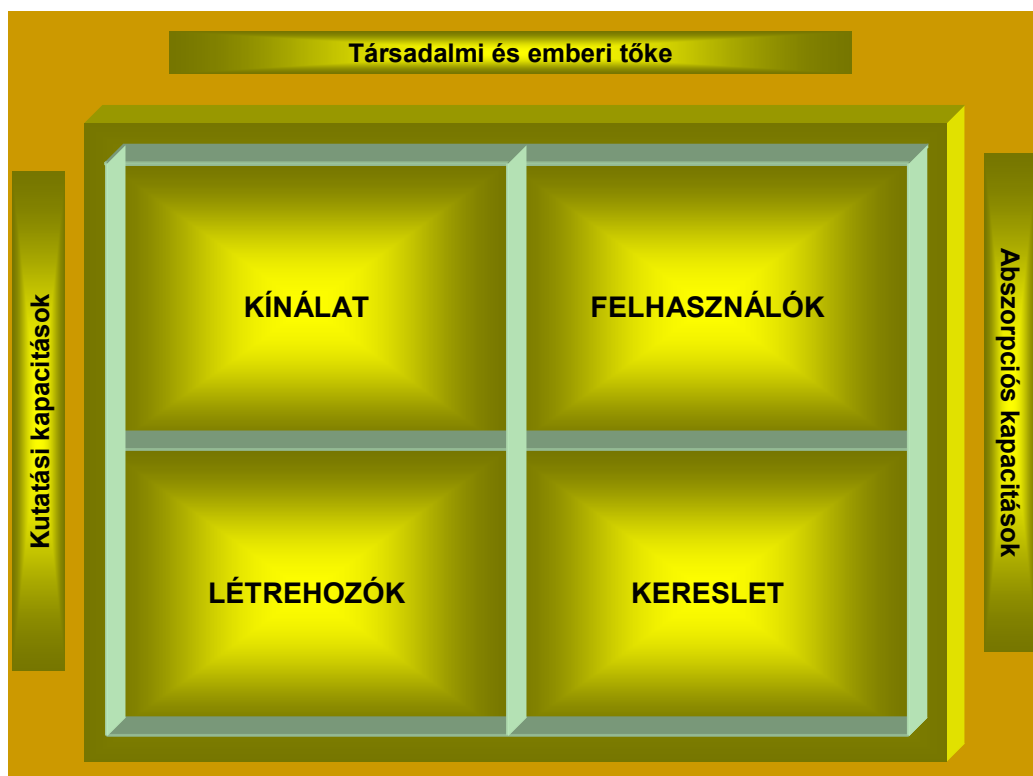 Társadalmi és emberi tőke
Kutatási kapacitások
KÍNÁLAT
FELHASZNÁLÓK
LÉTREHOZÓK
KERESLET
Abszorpciós kapacitások